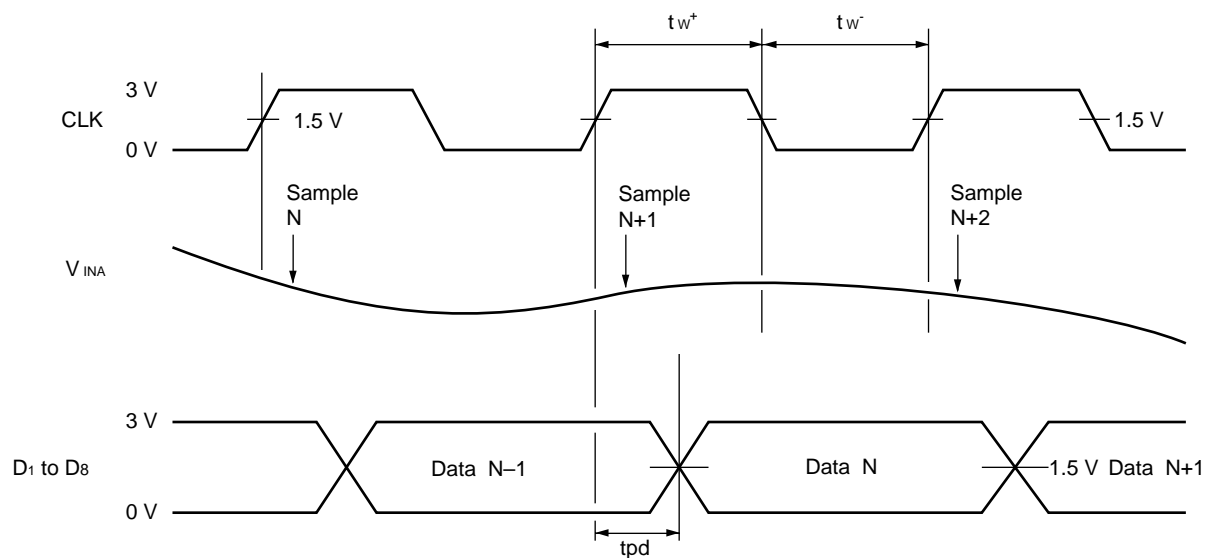 t W+ t W-
3 V
CLK 1.5 V 1.5 V
0 V
Sample N
Sample N+1
Sample N+2
V INA
3 V
D1 to D8 Data N–1 Data N 1.5 V Data N+1
0 V
tpd